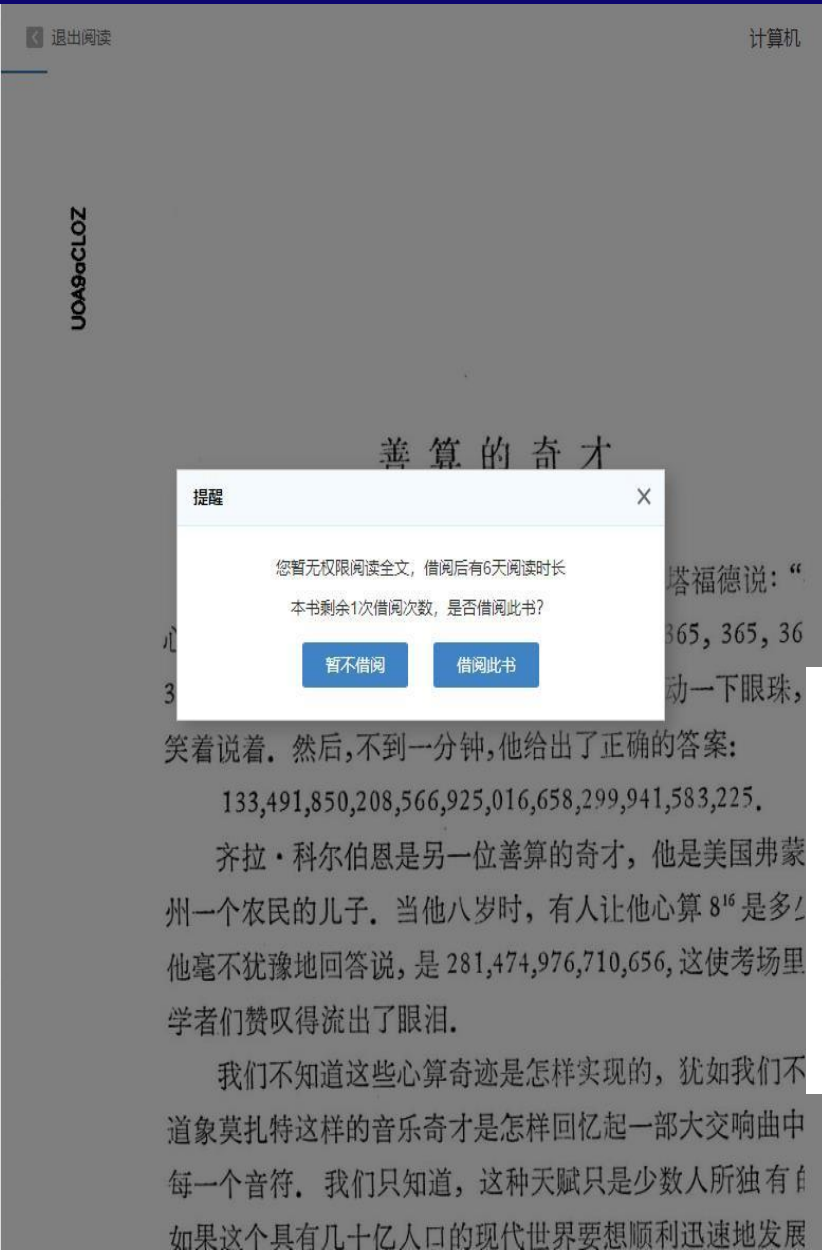 退出阅读
计算机
UOA9aCLOZ
善算的奇才
提醒
X
您暂无权限阅读全文，借阅后有6天阅读时长
本书剩余1次借阅次数，是否借阅此书?
暂不借阅
借阅此书
塔福德说：“
心
365, 365, 36
3
动一下眼珠，
笑着说着．然后，不到一分钟，他给出了正确的答案：
133,491,850,208,566,925,016,658,299,941,583,225．
齐拉·科尔伯恩是另一位善算的奇才，他是美国弗蒙
州一个农民的儿子．当他八岁时，有人让他心算 8¹⁶ 是多
他毫不犹豫地回答说，是 281,474,976,710,656，这使考场里
学者们赞叹得流出了眼泪．
我们不知道这些心算奇迹是怎样实现的，犹如我们不
道象莫扎特这样的音乐奇才是怎样回忆起一部大交响曲中
每一个音符．我们只知道，这种天赋只是少数人所独有
如果这个具有几十亿人口的现代世界要想顺利迅速地发展